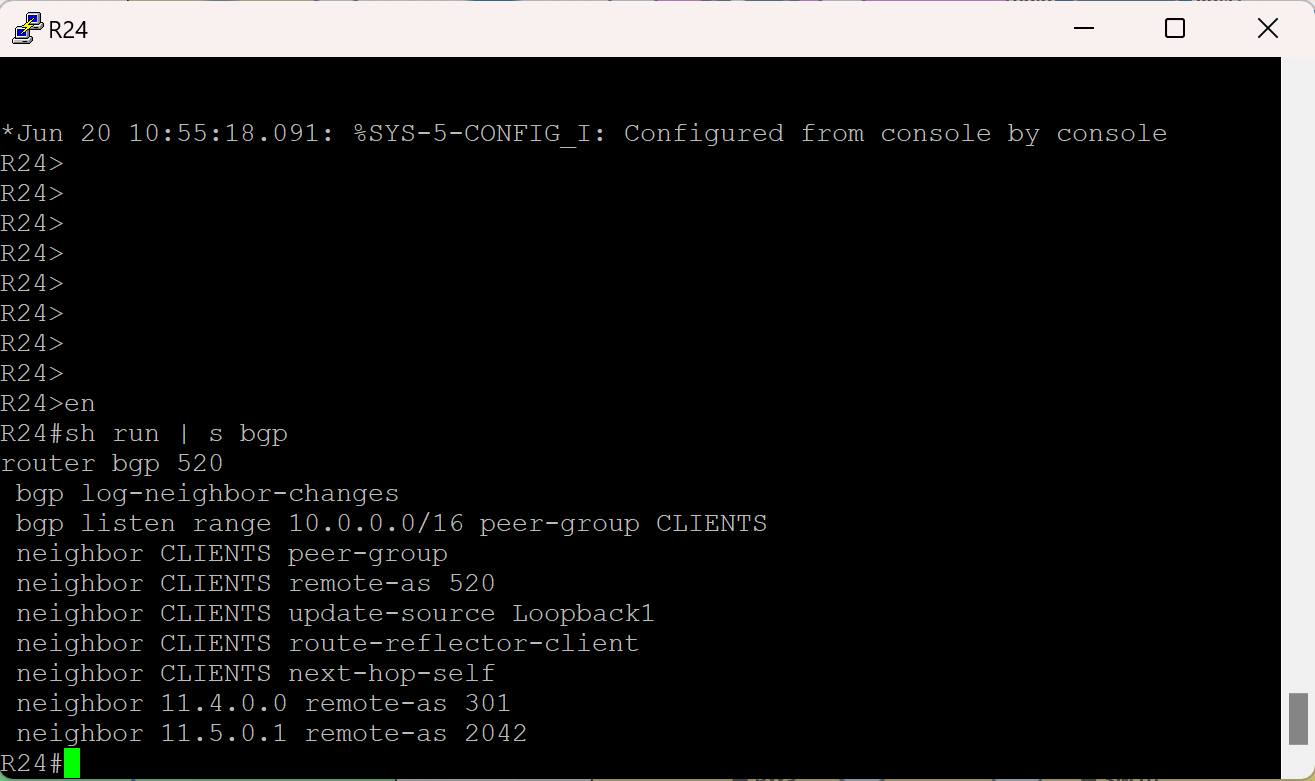 R24
*Jun 20 10:55:18.091: %SYS-5-CONFIG_I: Configured from console by console
R24>
R24>
R24>
R24>
R24>
R24>
R24>
R24>
R24>en
R24#sh run | s bgp
router bgp 520
 bgp log-neighbor-changes
 bgp listen range 10.0.0.0/16 peer-group CLIENTS
 neighbor CLIENTS peer-group
 neighbor CLIENTS remote-as 520
 neighbor CLIENTS update-source Loopback1
 neighbor CLIENTS route-reflector-client
 neighbor CLIENTS next-hop-self
 neighbor 11.4.0.0 remote-as 301
 neighbor 11.5.0.1 remote-as 2042
R24#